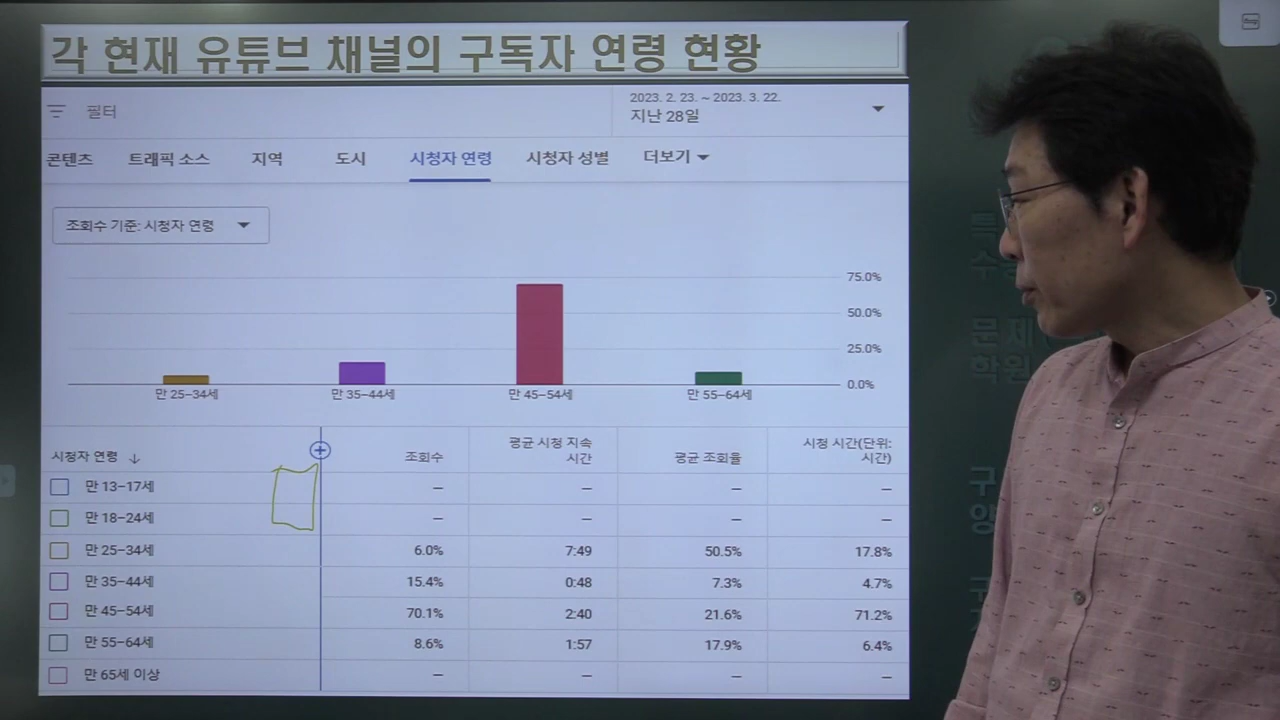 각 현재 유튜브 채널의 구독자 연령 현황
필터
2023. 2. 23. ~ 2023. 3. 22.
지난 28일
콘텐츠 트래픽 소스 지역 도시 시청자 연령 시청자 성별 더보기
조회수 기준: 시청자 연령
75.0%
50.0%
25.0%
0.0%
만 25–34세 만 35–44세 만 45–54세 만 55–64세
시청자 연령 조회수 평균 시청 지속 시간 평균 조회율 시청 시간(단위: 시간)
만 13–17세 — — — —
만 18–24세 — — — —
만 25–34세 6.0% 7:49 50.5% 17.8%
만 35–44세 15.4% 0:48 7.3% 4.7%
만 45–54세 70.1% 2:40 21.6% 71.2%
만 55–64세 8.6% 1:57 17.9% 6.4%
만 65세 이상 — — — —
특
수
문제
학원
구
양